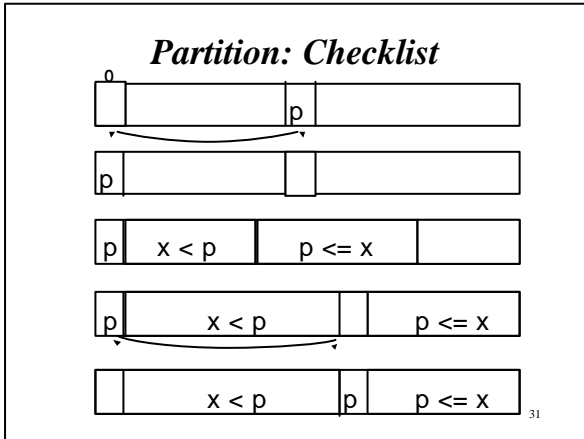 Partition: Checklist
0
p
p
p x < p p <= x
p x < p p <= x
x < p p p <= x
31